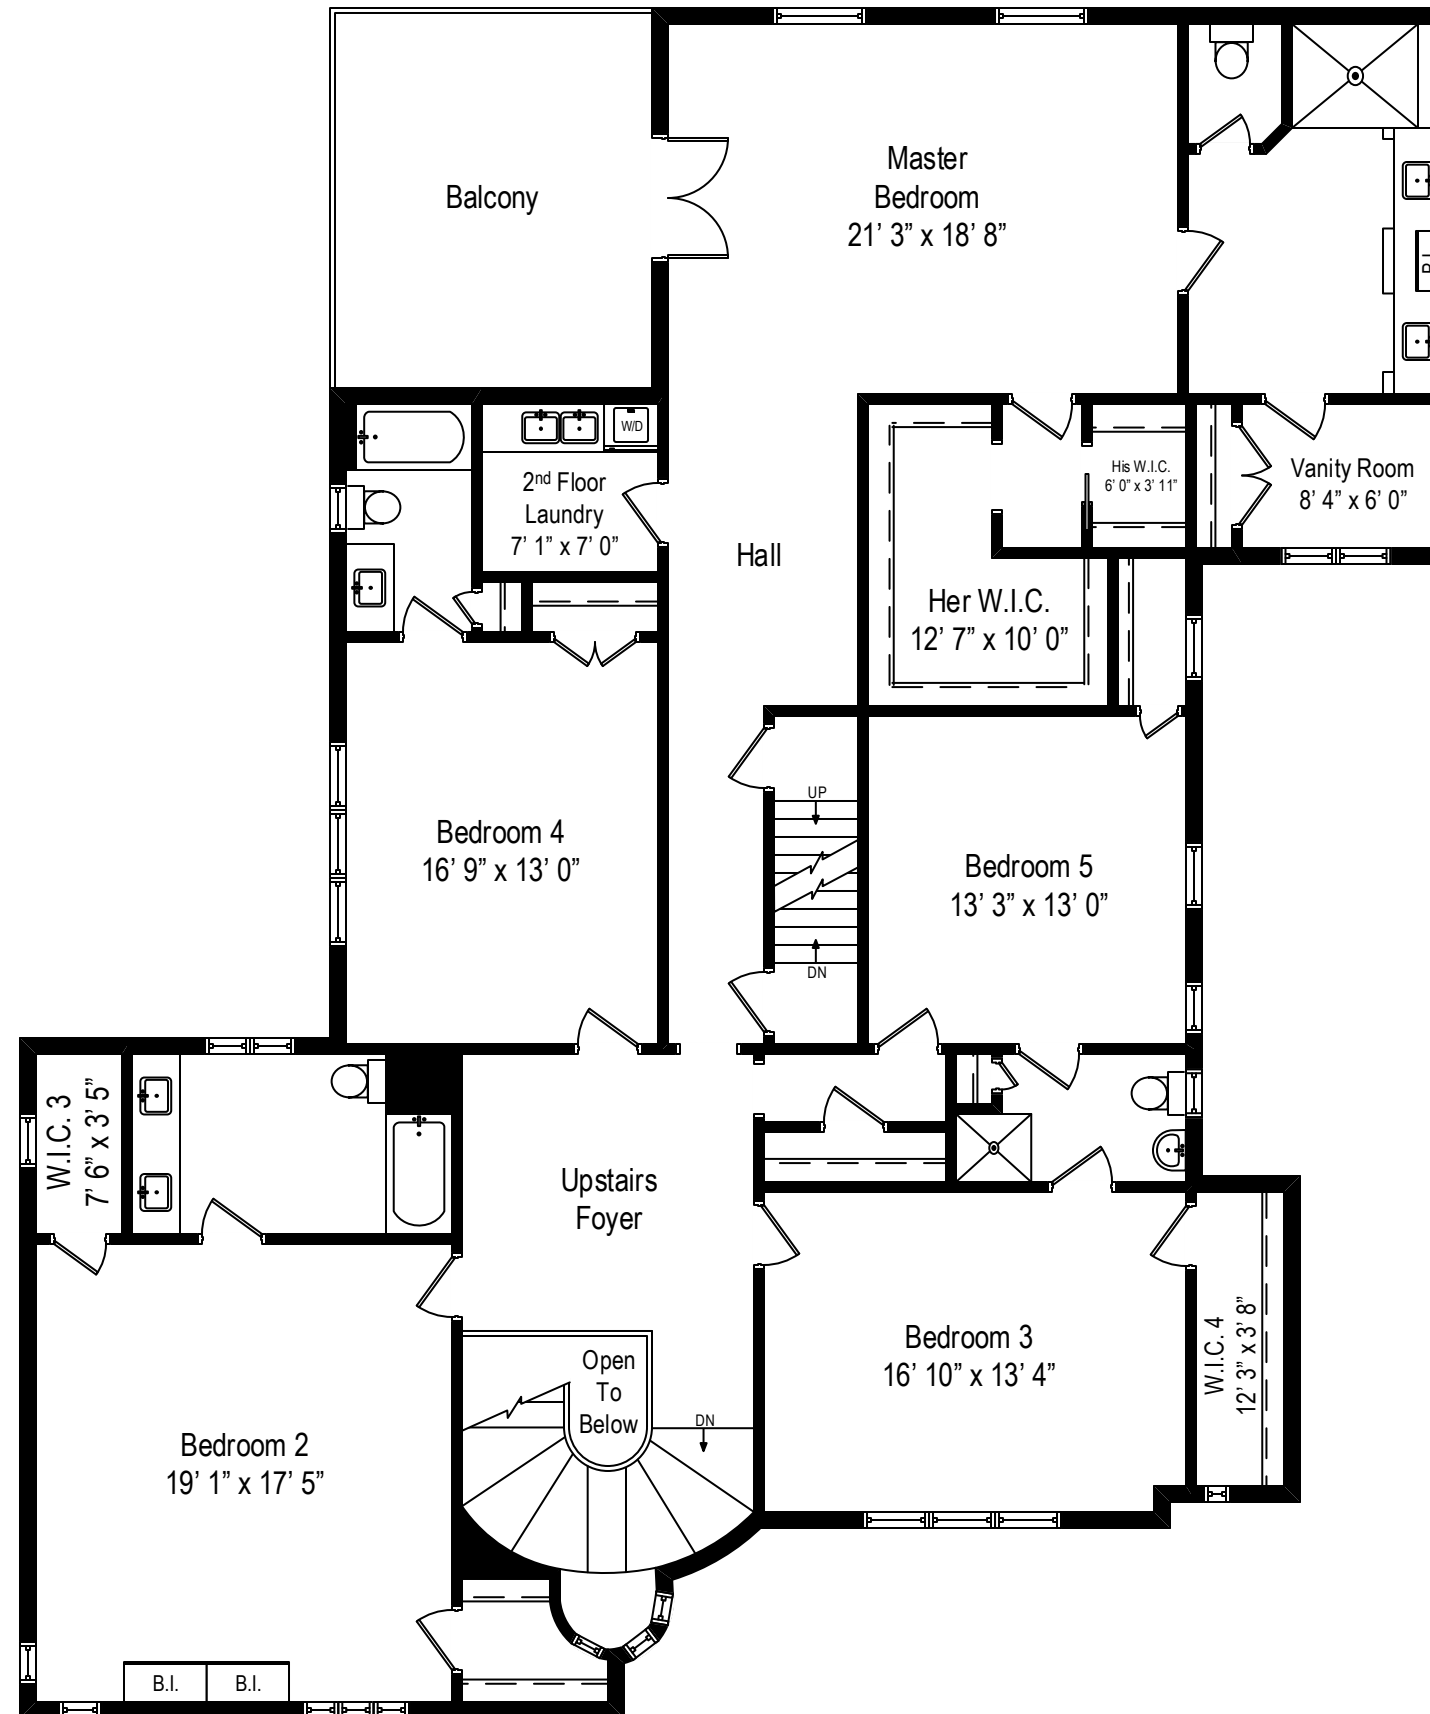 Balcony
Master
Bedroom
21’ 3” x 18’ 8”
B.I.
W/D
2nd Floor
Laundry
7’ 1” x 7’ 0”
Hall
His W.I.C.
6’ 0” x 3’ 11”
Vanity Room
8’ 4” x 6’ 0”
Her W.I.C.
12’ 7” x 10’ 0”
UP
DN
Bedroom 4
16’ 9” x 13’ 0”
Bedroom 5
13’ 3” x 13’ 0”
W.I.C. 3
7’ 6” x 3’ 5”
Upstairs
Foyer
Open
To
Below
DN
Bedroom 3
16’ 10” x 13’ 4”
W.I.C. 4
12’ 3” x 3’ 8”
Bedroom 2
19’ 1” x 17’ 5”
B.I.
B.I.